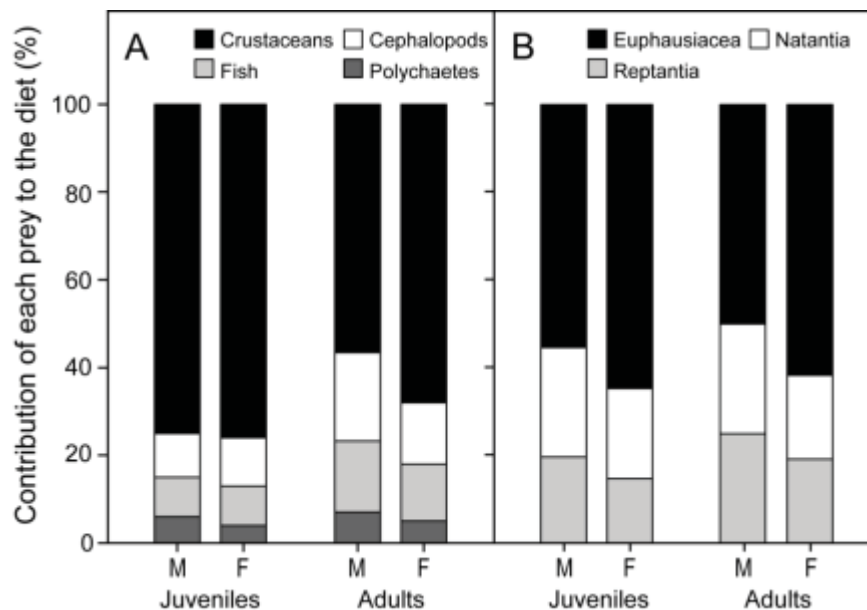 A
Crustaceans Cephalopods
Fish Polychaetes
B
Euphausiacea Natantia
Reptantia
Contribution of each prey to the diet (%)
100
80
60
40
20
0
M F M F
Juveniles Adults
M F M F
Juveniles Adults